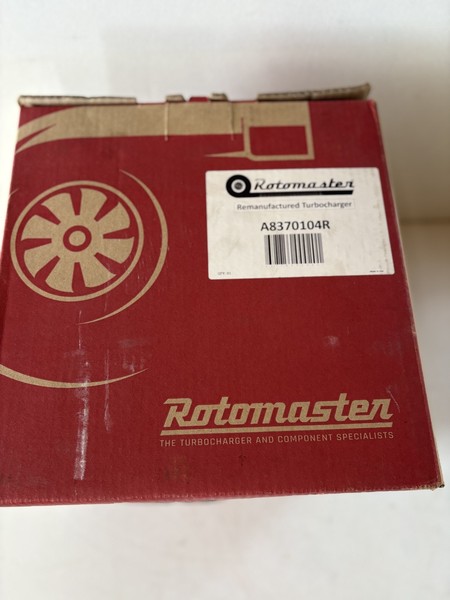 Rotomaster
Remanufactured Turbocharger
A8370104R
Rotomaster
THE TURBOCHARGER AND COMPONENT SPECIALISTS